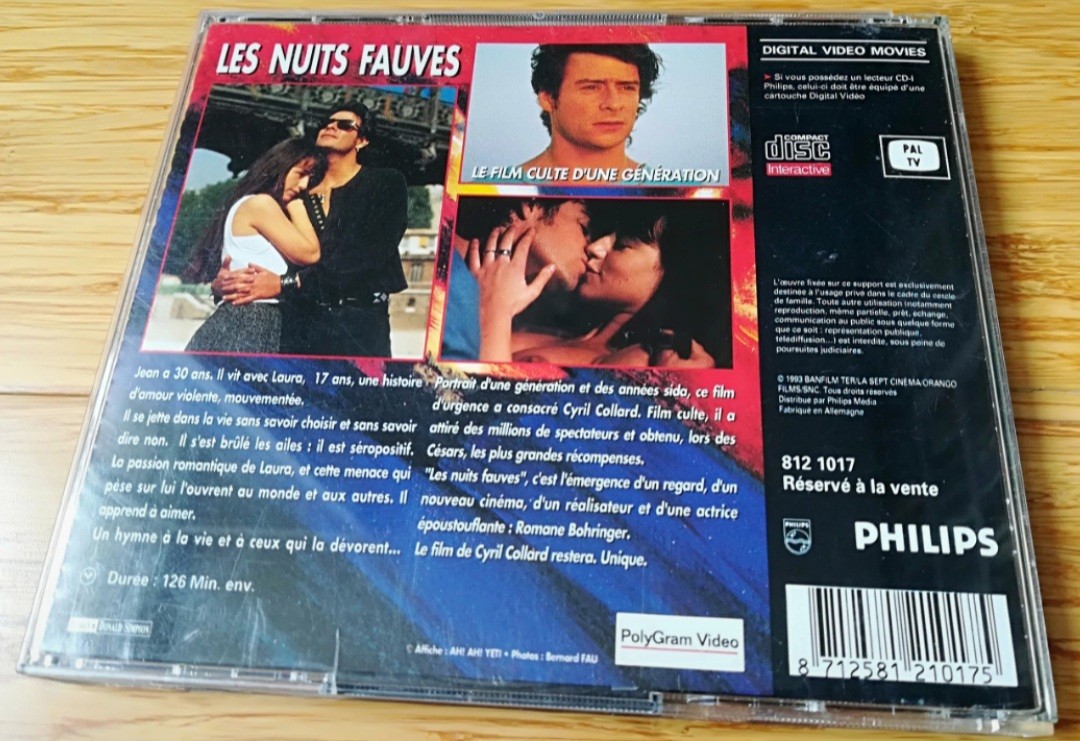 LES NUITS FAUVES
LE FILM CULTE D'UNE GÉNÉRATION
Jean a 30 ans. Il vit avec Laura, 17 ans, une histoire
d'amour violente, mouvementée.
Il se jette dans la vie sans savoir choisir et sans savoir
dire non. Il s'est brûlé les ailes : il est séropositif.
La passion romantique de Laura, et cette menace qui
pèse sur lui l'ouvrent au monde et aux autres. Il
apprend à aimer.
Un hymne à la vie et à ceux qui la dévorent...
Durée : 126 Min. env.
DONALD SIMPSON
Portrait d'une génération et des années sida, ce film
d'urgence a consacré Cyril Collard. Film culte, il a
attiré des millions de spectateurs et obtenu, lors des
Césars, les plus grandes récompenses.
"Les nuits fauves", c'est l'émergence d'un regard, d'un
nouveau cinéma, d'un réalisateur et d'une actrice
époustouflante : Romane Bohringer.
Le film de Cyril Collard restera. Unique.
© Affiche : AH! AH! YETI • Photos : Bernard FAU
PolyGram Video
DIGITAL VIDEO MOVIES
➤ Si vous possédez un lecteur CD-i
Philips, celui-ci doit être équipé d'une
cartouche Digital Vidéo
COMPACT
disc
Interactive
PAL
TV
L'œuvre fixée sur ce support est exclusivement
destinée à l'usage privé dans le cadre du cercle
de famille. Toute autre utilisation (notamment
reproduction, même partielle, prêt, échange,
communication au public sous quelque forme
que ce soit : représentation publique,
télédiffusion...) est interdite, sous peine de
poursuites judiciaires.
© 1993 BANFILM TER/LA SEPT CINÉMA/ORANGO
FILMS/SNC. Tous droits réservés
Distribué par Philips Média
Fabriqué en Allemagne
812 1017
Réservé à la vente
PHILIPS
PHILIPS
8 712581 210175